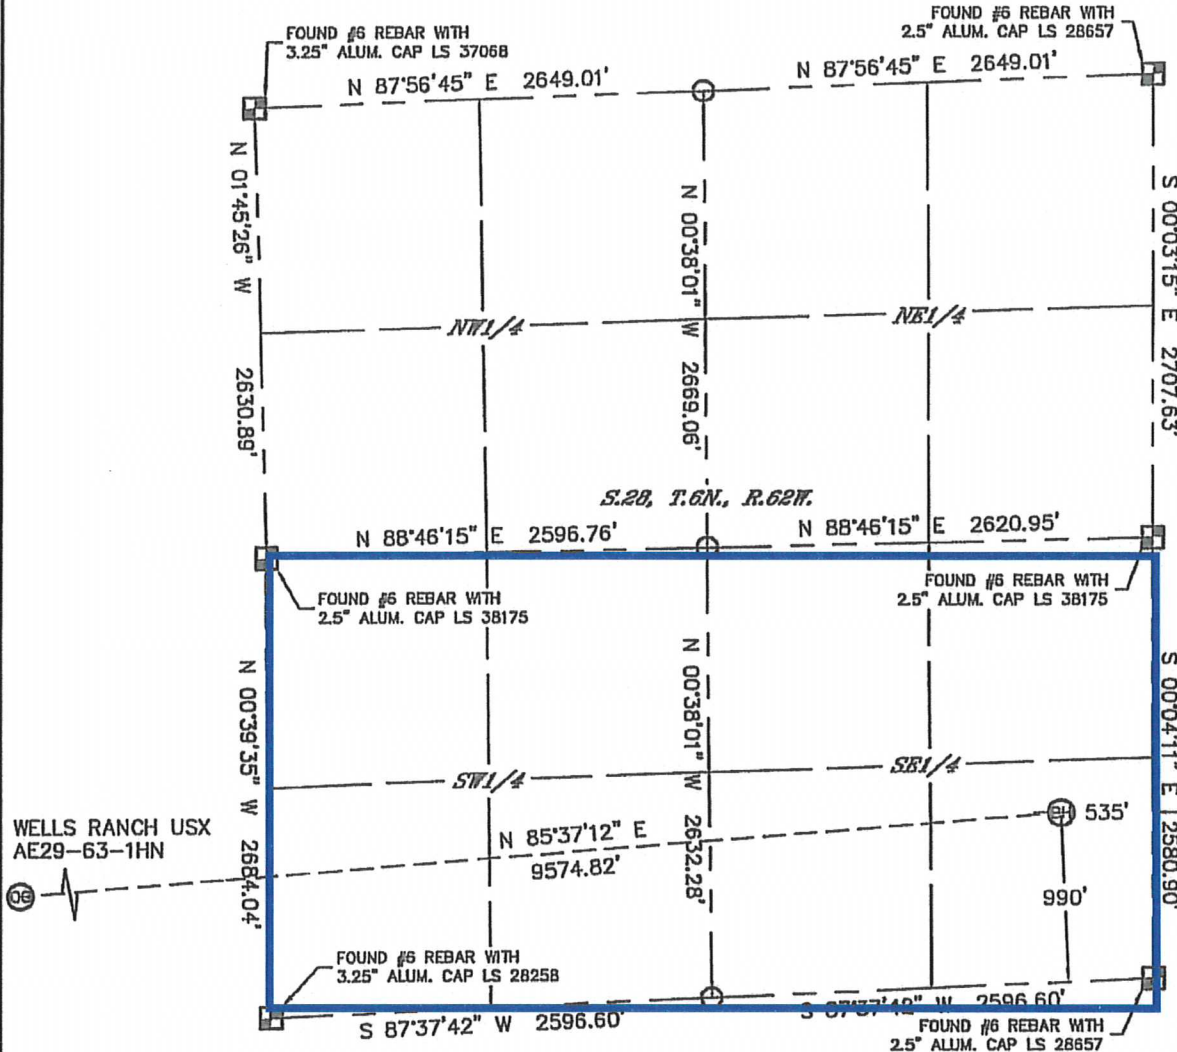 FOUND #6 REBAR WITH
3.25" ALUM. CAP LS 37068
FOUND #6 REBAR WITH
2.5" ALUM. CAP LS 28657
N 87°56'45" E 2649.01'
N 87°56'45" E 2649.01'
N 01°45'26" W 2630.89'
N 00°38'01" W 2669.06'
S 00°03'15" E 2707.63'
NW1/4
NE1/4
S.28, T.6N., R.62W.
N 88°46'15" E 2596.76'
N 88°46'15" E 2620.95'
FOUND #6 REBAR WITH
2.5" ALUM. CAP LS 38175
FOUND #6 REBAR WITH
2.5" ALUM. CAP LS 38175
N 00°39'35" W 2684.04'
N 00°38'01" W 2632.28'
S 00°04'11" E 2580.90'
SW1/4
SE1/4
WELLS RANCH USX
AE29-63-1HN
N 85°37'12" E
9574.82'
BH 535'
990'
FOUND #6 REBAR WITH
3.25" ALUM. CAP LS 28258
S 87°37'42" W 2596.60'
S 87°37'42" W 2596.60'
FOUND #6 REBAR WITH
2.5" ALUM. CAP LS 28657